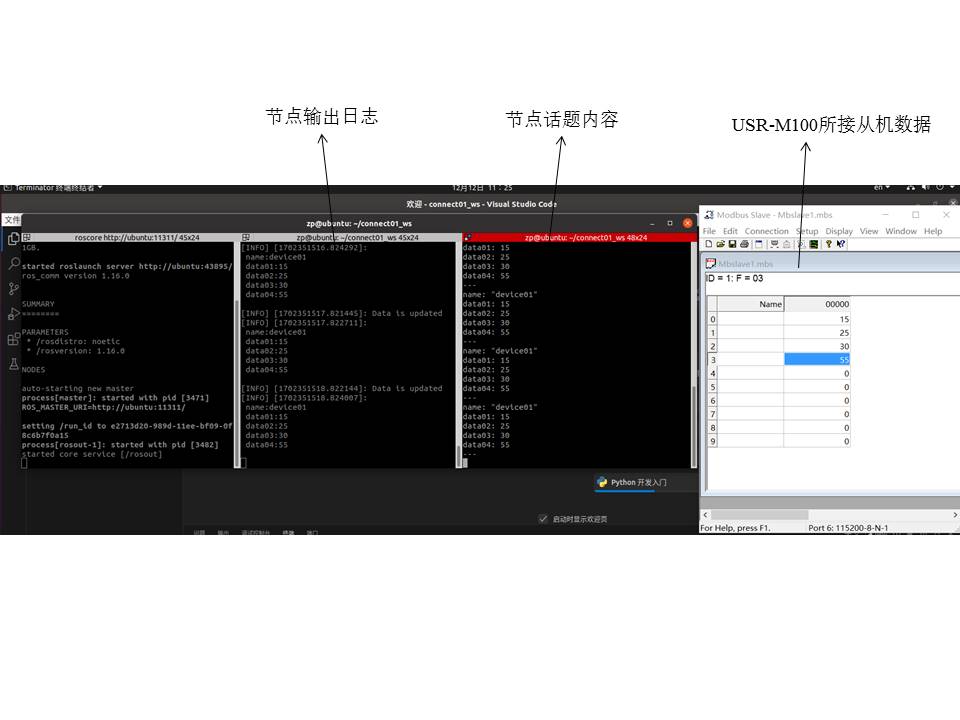 节点输出日志
节点话题内容
USR-M100所接从机数据
Terminator 终端终结者
12月12日 11：25
en
欢迎 - connect01_ws - Visual Studio Code
文件
zp@ubuntu: ~/connect01_ws
roscore http://ubuntu:11311/ 45x24
1GB.
started roslaunch server http://ubuntu:43895/
ros_comm version 1.16.0
SUMMARY
========
PARAMETERS
* /rosdistro: noetic
* /rosversion: 1.16.0
NODES
auto-starting new master
process[master]: started with pid [3471]
ROS_MASTER_URI=http://ubuntu:11311/
setting /run_id to e2713d20-989d-11ee-bf09-0f
8c6b7f0a15
process[rosout-1]: started with pid [3482]
started core service [/rosout]
zp@ubuntu: ~/connect01_ws 45x24
[INFO] [1702351516.824292]:
name:device01
data01:15
data02:25
data03:30
data04:55
[INFO] [1702351517.821445]: Data is updated
[INFO] [1702351517.822711]:
name:device01
data01:15
data02:25
data03:30
data04:55
[INFO] [1702351518.822144]: Data is updated
[INFO] [1702351518.824007]:
name:device01
data01:15
data02:25
data03:30
data04:55
zp@ubuntu: ~/connect01_ws 48x24
data01: 15
data02: 25
data03: 30
data04: 55
---
name: "device01"
data01: 15
data02: 25
data03: 30
data04: 55
---
name: "device01"
data01: 15
data02: 25
data03: 30
data04: 55
---
name: "device01"
data01: 15
data02: 25
data03: 30
data04: 55
---
Python 开发入门
启动时显示欢迎页
问题 输出 调试控制台 终端 端口
Modbus Slave - Mbslave1.mbs
File Edit Connection Setup Display View Window Help
Mbslave1.mbs
ID = 1: F = 03
Name 00000
0 15
1 25
2 30
3 55
4 0
5 0
6 0
7 0
8 0
9 0
For Help, press F1.
Port 6: 115200-8-N-1